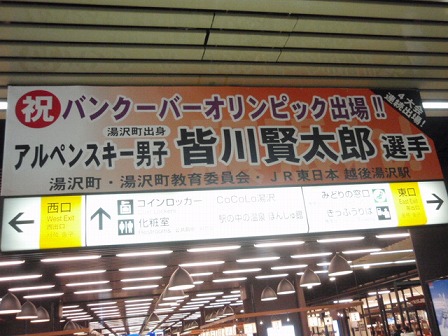 祝 バンクーバーオリンピック出場!!
4大会
連続出場!
湯沢町出身
アルペンスキー男子 皆川賢太郎 選手
湯沢町・湯沢町教育委員会・JR東日本 越後湯沢駅
西口
West Exit
コインロッカー CoCoLo湯沢
化粧室 駅の中の温泉 ほんしゅ館
みどりの窓口
きっぷうりば
東口
East Exit